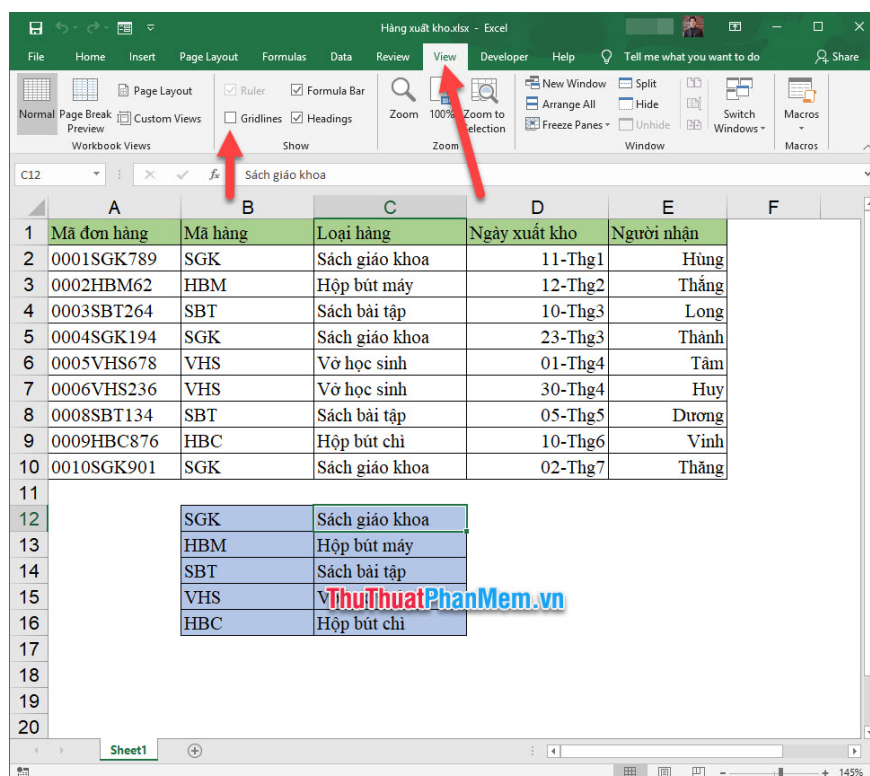 Hàng xuất kho.xlsx - Excel
File Home Insert Page Layout Formulas Data Review View Developer Help Tell me what you want to do Share
Normal Page Break Preview Page Layout Custom Views
Workbook Views
Ruler Formula Bar
Gridlines Headings
Show
Zoom 100% Zoom to Selection
Zoom
New Window Arrange All Freeze Panes
Split Hide Unhide
Switch Windows
Window
Macros
Macros
C12 fx Sách giáo khoa
A B C D E F
1 Mã đơn hàng Mã hàng Loại hàng Ngày xuất kho Người nhận
2 0001SGK789 SGK Sách giáo khoa 11-Thg1 Hùng
3 0002HBM62 HBM Hộp bút máy 12-Thg2 Thắng
4 0003SBT264 SBT Sách bài tập 10-Thg3 Long
5 0004SGK194 SGK Sách giáo khoa 23-Thg3 Thành
6 0005VHS678 VHS Vở học sinh 01-Thg4 Tâm
7 0006VHS236 VHS Vở học sinh 30-Thg4 Huy
8 0008SBT134 SBT Sách bài tập 05-Thg5 Dương
9 0009HBC876 HBC Hộp bút chì 10-Thg6 Vinh
10 0010SGK901 SGK Sách giáo khoa 02-Thg7 Thăng
11
12 SGK Sách giáo khoa
13 HBM Hộp bút máy
14 SBT Sách bài tập
15 VHS
ThuThuatPhanMem.vn
16 HBC Hộp bút chì
17
18
19
20
Sheet1
145%